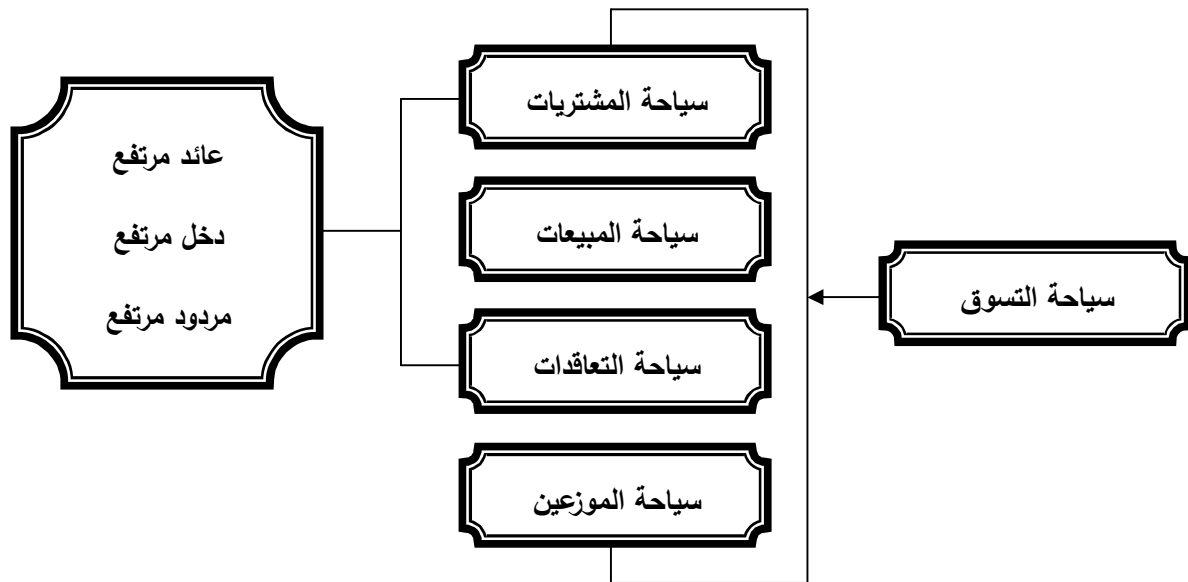 سياحة التسوق
سياحة المشتريات
سياحة المبيعات
سياحة التعاقدات
سياحة الموزعين
عائد مرتفع
دخل مرتفع
مردود مرتفع